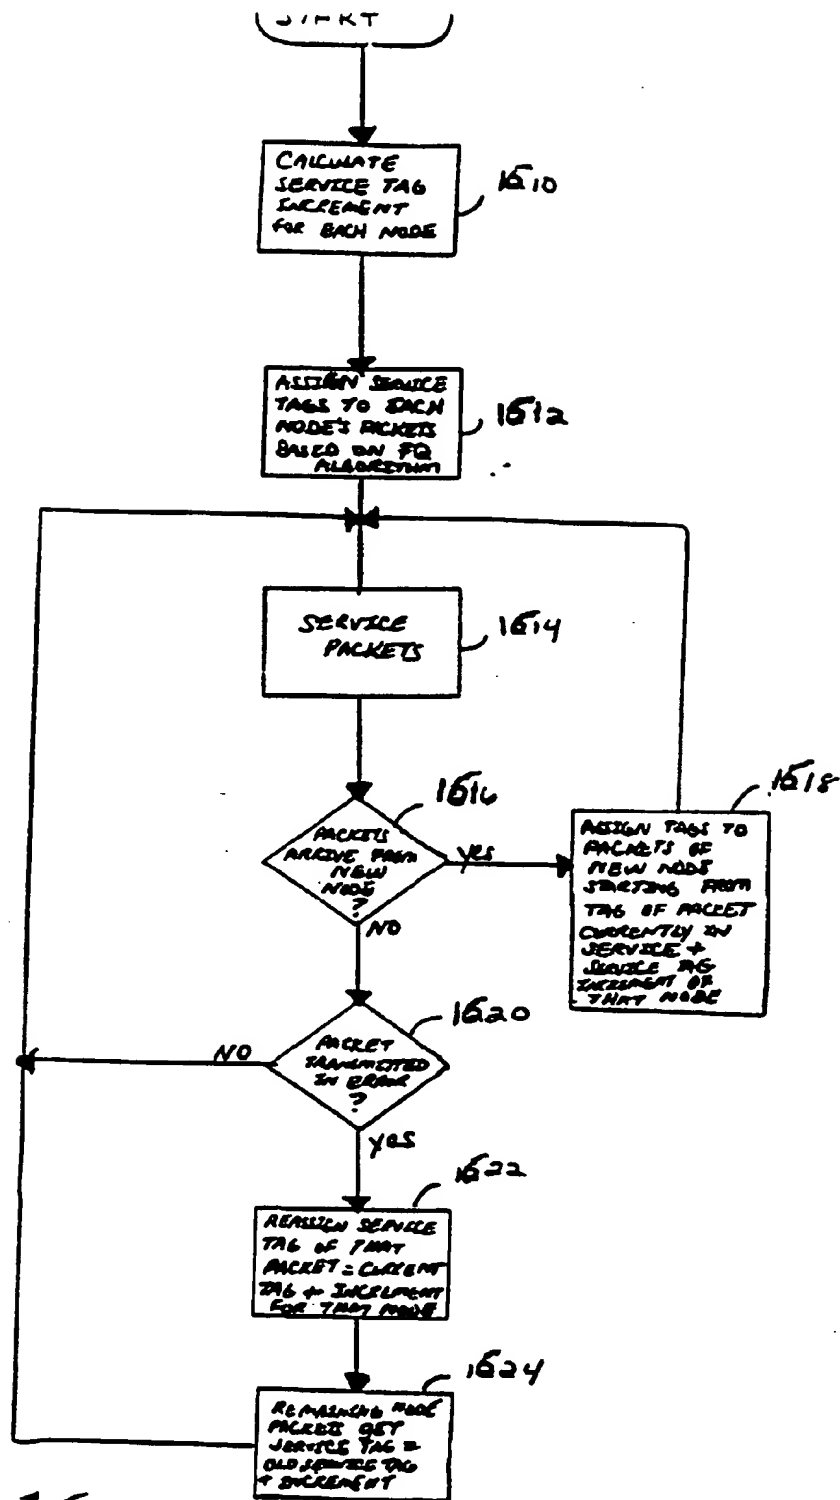 START
CALCULATE
SERVICE TAG
INCREMENT
FOR EACH NODE
1610
ASSIGN SERVICE
TAGS TO EACH
NODE'S PACKETS
BASED ON FQ
ALGORITHM
1612
SERVICE
PACKETS
1614
PACKETS
ARRIVE FROM
NEW
NODE
?
1616
YES
NO
ASSIGN TAGS TO
PACKETS OF
NEW NODE
STARTING FROM
TAG OF PACKET
CURRENTLY IN
SERVICE +
SERVICE TAG
INCREMENT OF
THAT NODE
1618
PACKET
TRANSMITTED
IN ERROR
?
1620
NO
YES
REASSIGN SERVICE
TAG OF THAT
PACKET = CURRENT
TAG + INCREMENT
FOR THAT NODE
1622
REMAINING NODE
PACKETS GET
SERVICE TAG =
OLD SERVICE TAG
+ INCREMENT
1624